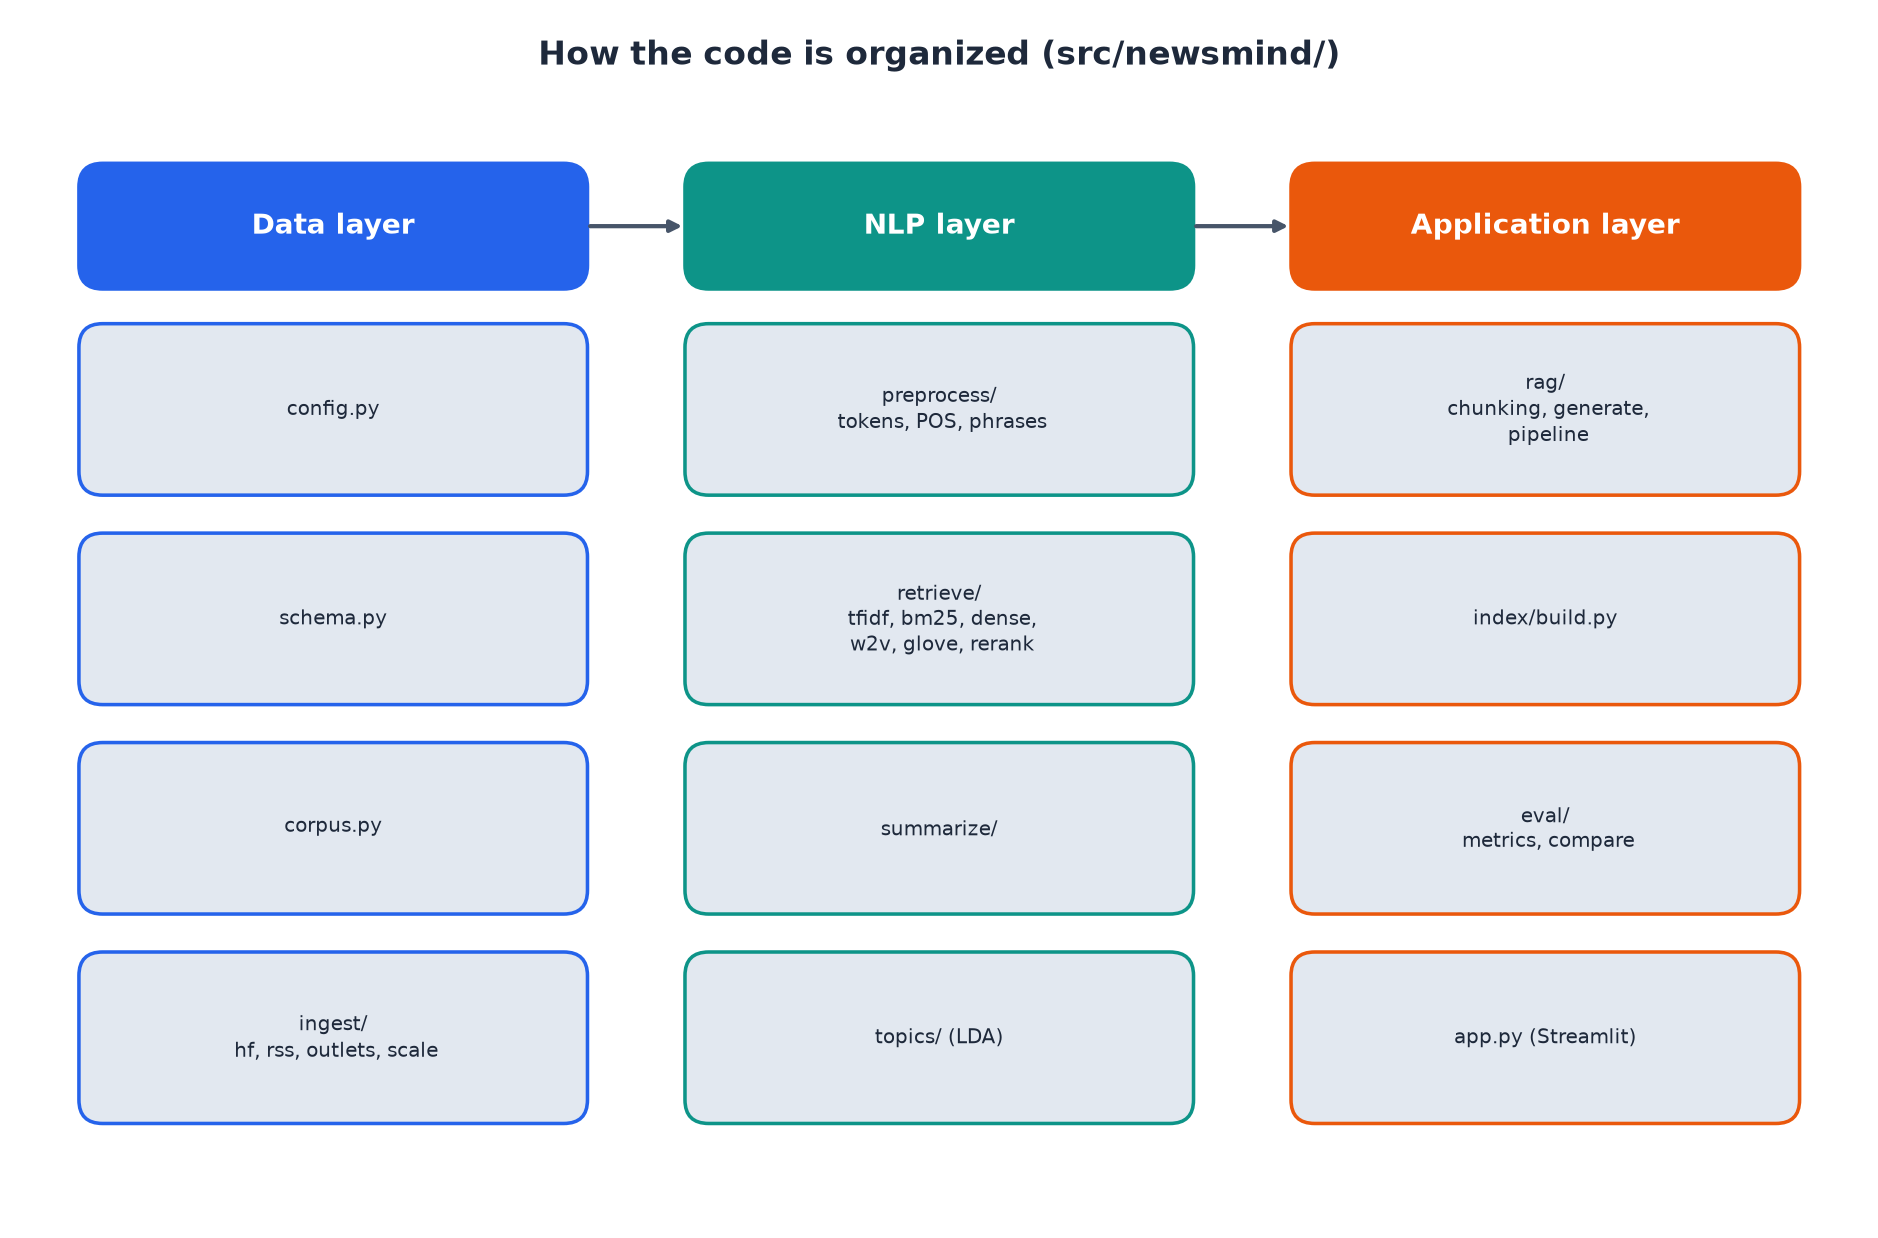 How the code is organized (src/newsmind/)
Data layer
NLP layer
Application layer
config.py
preprocess/
tokens, POS, phrases
rag/
chunking, generate,
pipeline
schema.py
retrieve/
tfidf, bm25, dense,
w2v, glove, rerank
index/build.py
corpus.py
summarize/
eval/
metrics, compare
ingest/
hf, rss, outlets, scale
topics/ (LDA)
app.py (Streamlit)